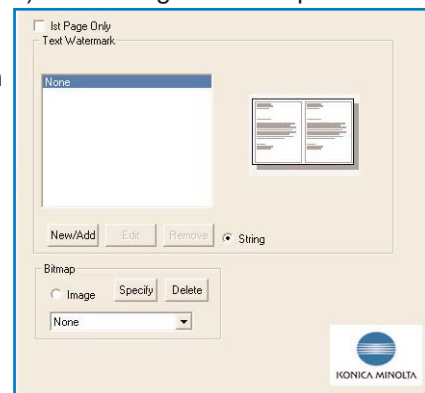 Ist Page Only
Text Watermark
None
New/Add Edit Remove String
Bitmap
Image Specify Delete
None
KONICA MINOLTA